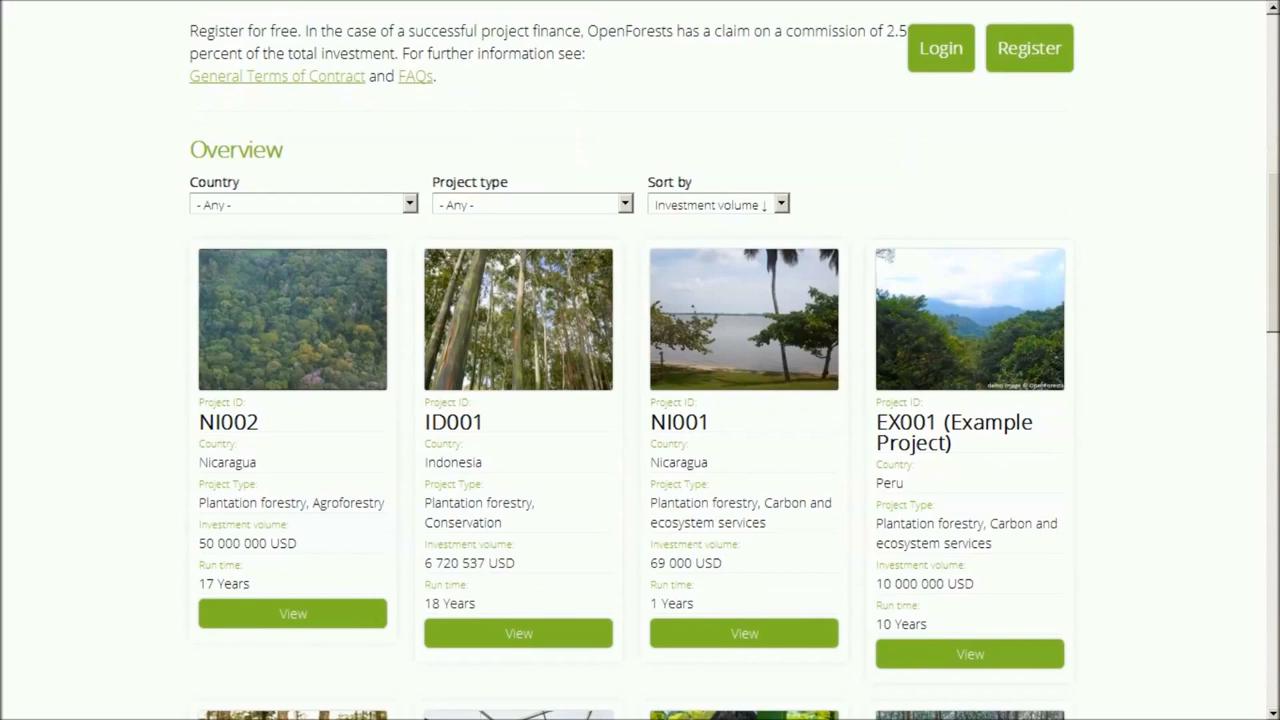 Register for free. In the case of a successful project finance, OpenForests has a claim on a commission of 2.5
percent of the total investment. For further information see:
General Terms of Contract and FAQs.
Login
Register
Overview
Country
Project type
Sort by
- Any -
- Any -
Investment volume ↓
Project ID:
NI002
Country:
Nicaragua
Project Type:
Plantation forestry, Agroforestry
Investment volume:
50 000 000 USD
Run time:
17 Years
View
Project ID:
ID001
Country:
Indonesia
Project Type:
Plantation forestry,
Conservation
Investment volume:
6 720 537 USD
Run time:
18 Years
View
Project ID:
NI001
Country:
Nicaragua
Project Type:
Plantation forestry, Carbon and
ecosystem services
Investment volume:
69 000 USD
Run time:
1 Years
View
demo image © OpenForests
Project ID:
EX001 (Example
Project)
Country:
Peru
Project Type:
Plantation forestry, Carbon and
ecosystem services
Investment volume:
10 000 000 USD
Run time:
10 Years
View